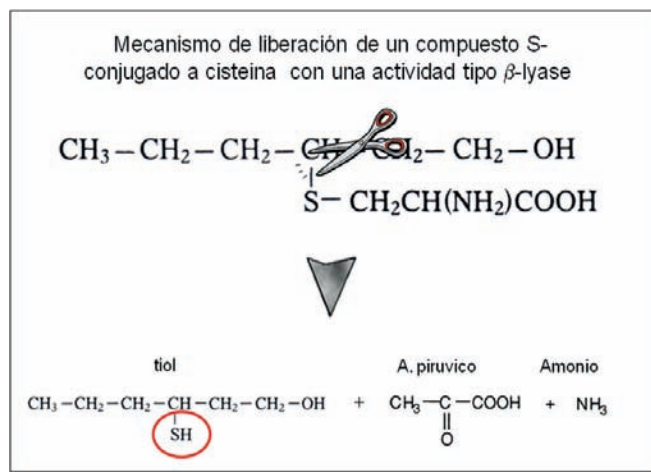 Mecanismo de liberación de un compuesto S-
conjugado a cisteina con una actividad tipo β-lyase
CH₃–CH₂–CH₂–CH–CH₂–CH₂–OH
S–CH₂CH(NH₂)COOH
tiol
A. piruvico
Amonio
CH₃–CH₂–CH₂–CH–CH₂–CH₂–OH + CH₃–C–COOH + NH₃
SH
O